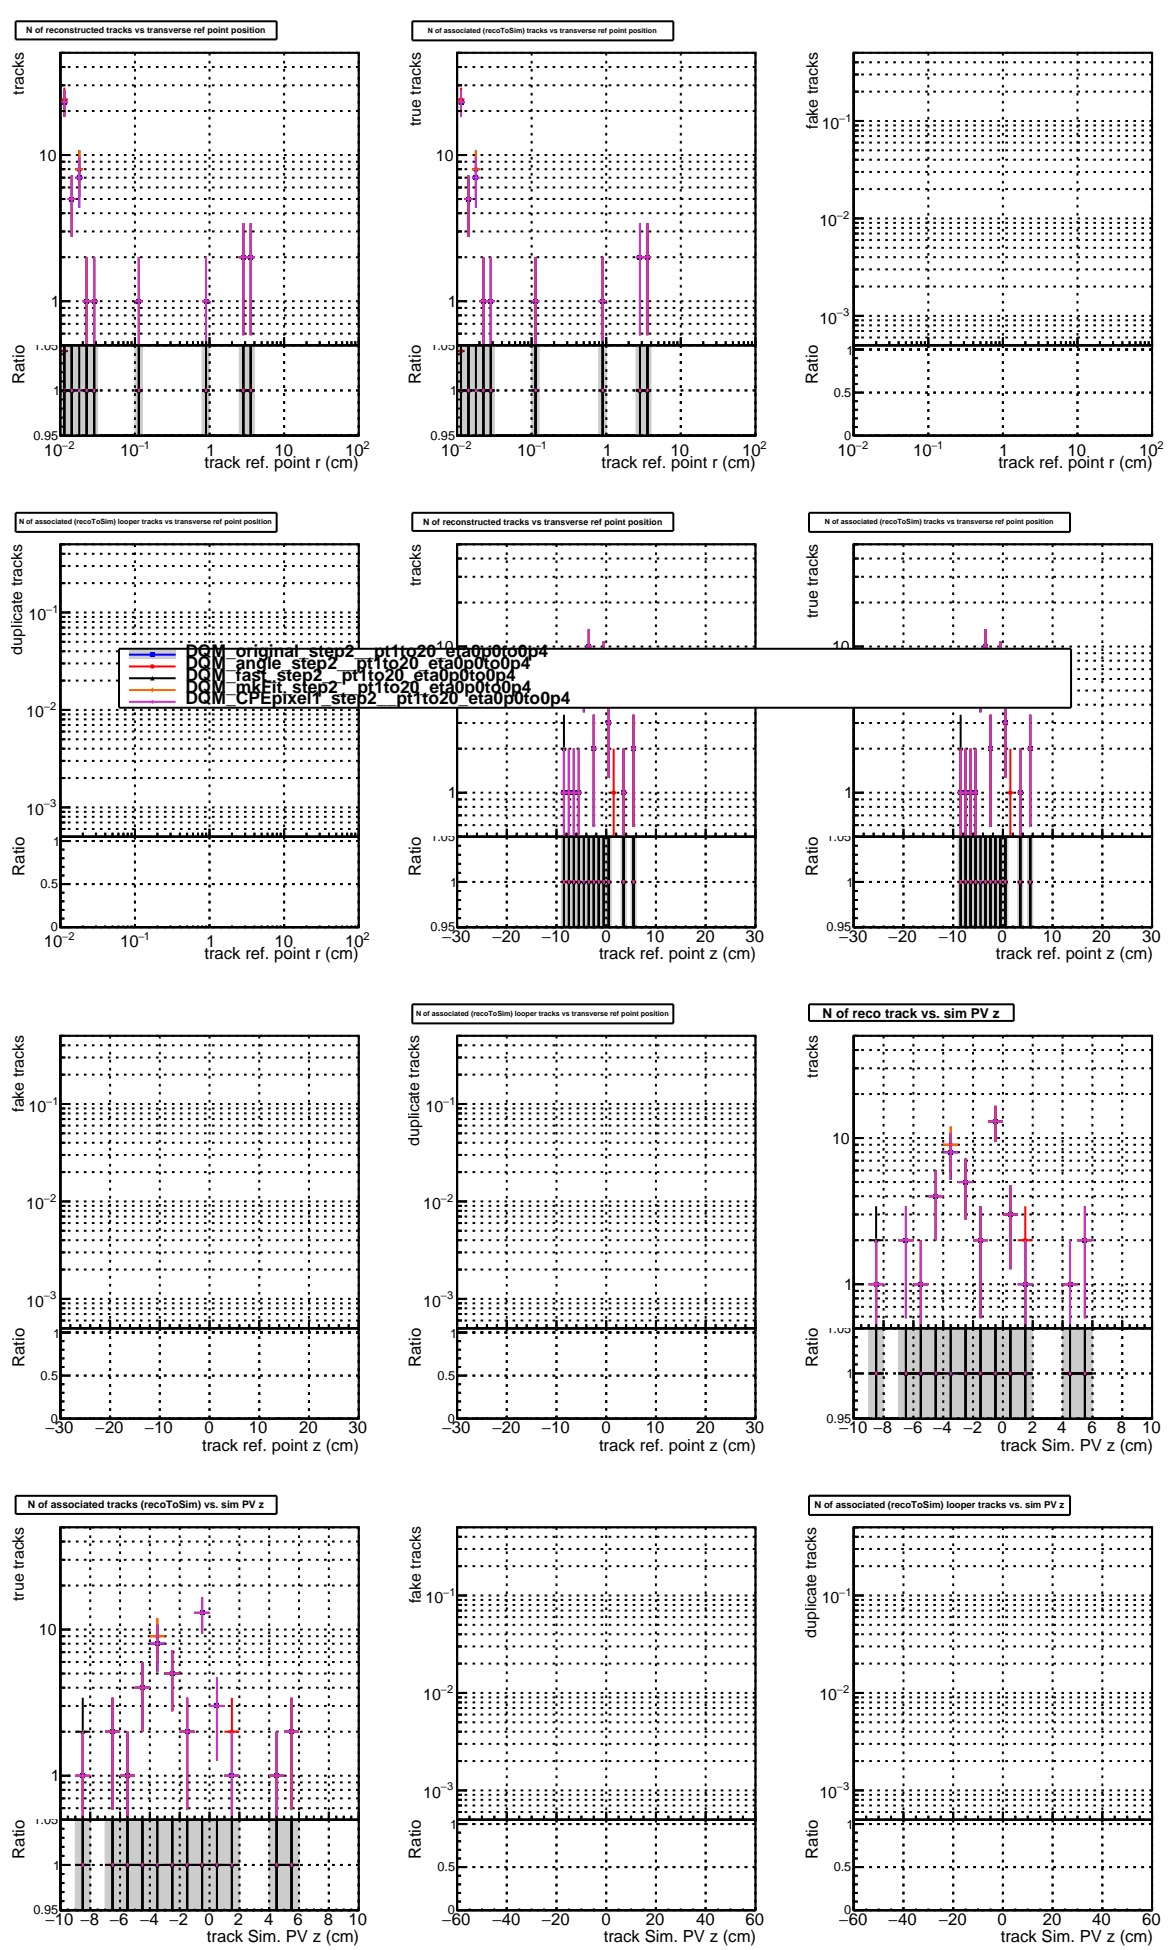 N of reconstructed tracks vs transverse ref point position
tracks
10
1
1.05
Ratio
1
0.95
10⁻² 10⁻¹ 1 10 10²
track ref. point r (cm)
N of associated (recoToSim) tracks vs transverse ref point position
true tracks
10
1
1.05
Ratio
1
0.95
10⁻² 10⁻¹ 1 10 10²
track ref. point r (cm)
fake tracks
10⁻¹
10⁻²
10⁻³
Ratio
1
0.5
0
10⁻² 10⁻¹ 1 10 10²
track ref. point r (cm)
N of associated (recoToSim) looper tracks vs transverse ref point position
duplicate tracks
10⁻¹
10⁻²
10⁻³
Ratio
1
0.5
0
10⁻² 10⁻¹ 1 10 10²
track ref. point r (cm)
N of reconstructed tracks vs transverse ref point position
tracks
10
1
1.05
Ratio
1
0.95
−30 −20 −10 0 10 20 30
track ref. point z (cm)
N of associated (recoToSim) tracks vs transverse ref point position
true tracks
10
1
1.05
Ratio
1
0.95
−30 −20 −10 0 10 20 30
track ref. point z (cm)
DQM_original_step2__pt1to20_eta0p0to0p4
DQM_angle_step2__pt1to20_eta0p0to0p4
DQM_fast_step2__pt1to20_eta0p0to0p4
DQM_mkFit_step2__pt1to20_eta0p0to0p4
DQM_CPEpixel1_step2__pt1to20_eta0p0to0p4
fake tracks
10⁻¹
10⁻²
10⁻³
Ratio
1
0.5
0
−30 −20 −10 0 10 20 30
track ref. point z (cm)
N of associated (recoToSim) looper tracks vs transverse ref point position
duplicate tracks
10⁻¹
10⁻²
10⁻³
Ratio
1
0.5
0
−30 −20 −10 0 10 20 30
track ref. point z (cm)
N of reco track vs. sim PV z
tracks
10
1
1.05
Ratio
1
0.95
−10 −8 −6 −4 −2 0 2 4 6 8 10
track Sim. PV z (cm)
N of associated tracks (recoToSim) vs. sim PV z
true tracks
10
1
1.05
Ratio
1
0.95
−10 −8 −6 −4 −2 0 2 4 6 8 10
track Sim. PV z (cm)
fake tracks
10⁻¹
10⁻²
10⁻³
Ratio
1
0.5
0
−60 −40 −20 0 20 40 60
track Sim. PV z (cm)
N of associated (recoToSim) looper tracks vs. sim PV z
duplicate tracks
10⁻¹
10⁻²
10⁻³
Ratio
1
0.5
0
−60 −40 −20 0 20 40 60
track Sim. PV z (cm)